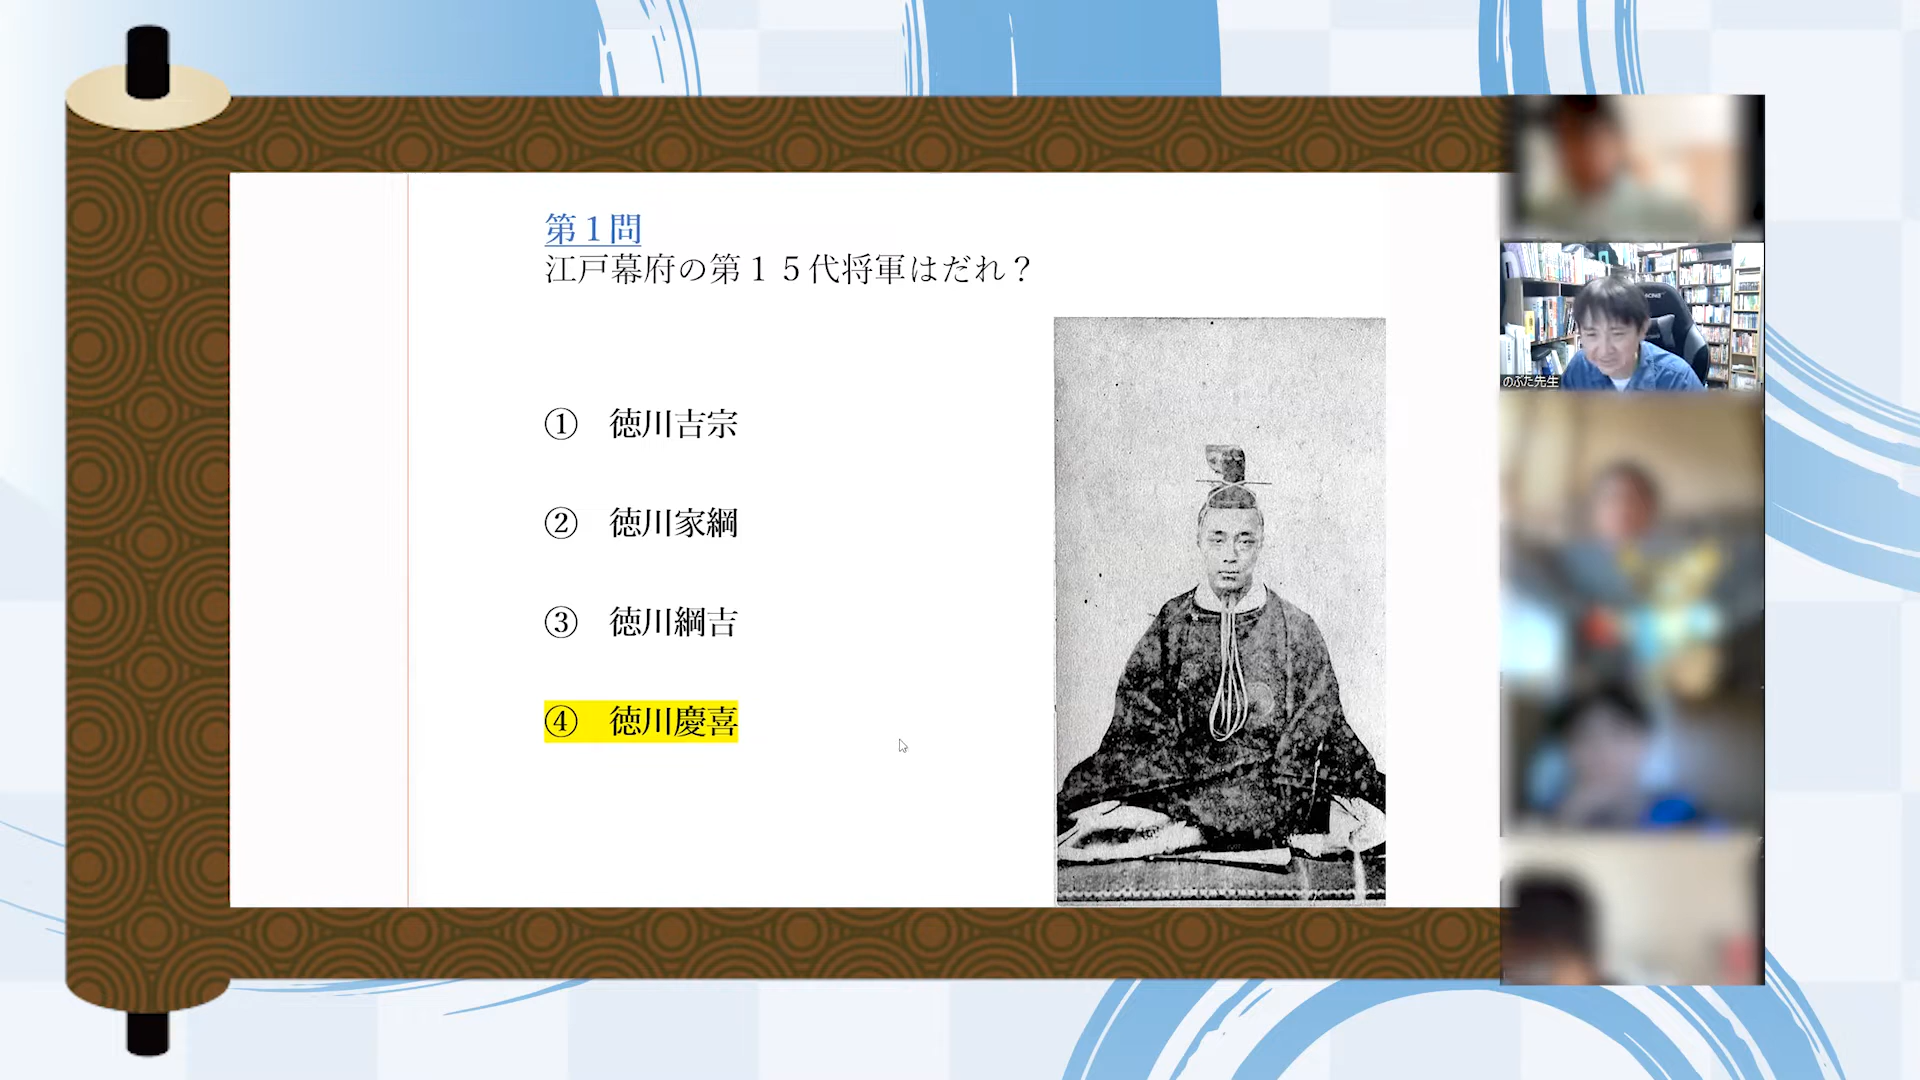 第１問
江戸幕府の第１５代将軍はだれ？
①　徳川吉宗
②　徳川家綱
③　徳川綱吉
④　徳川慶喜
のぶた先生